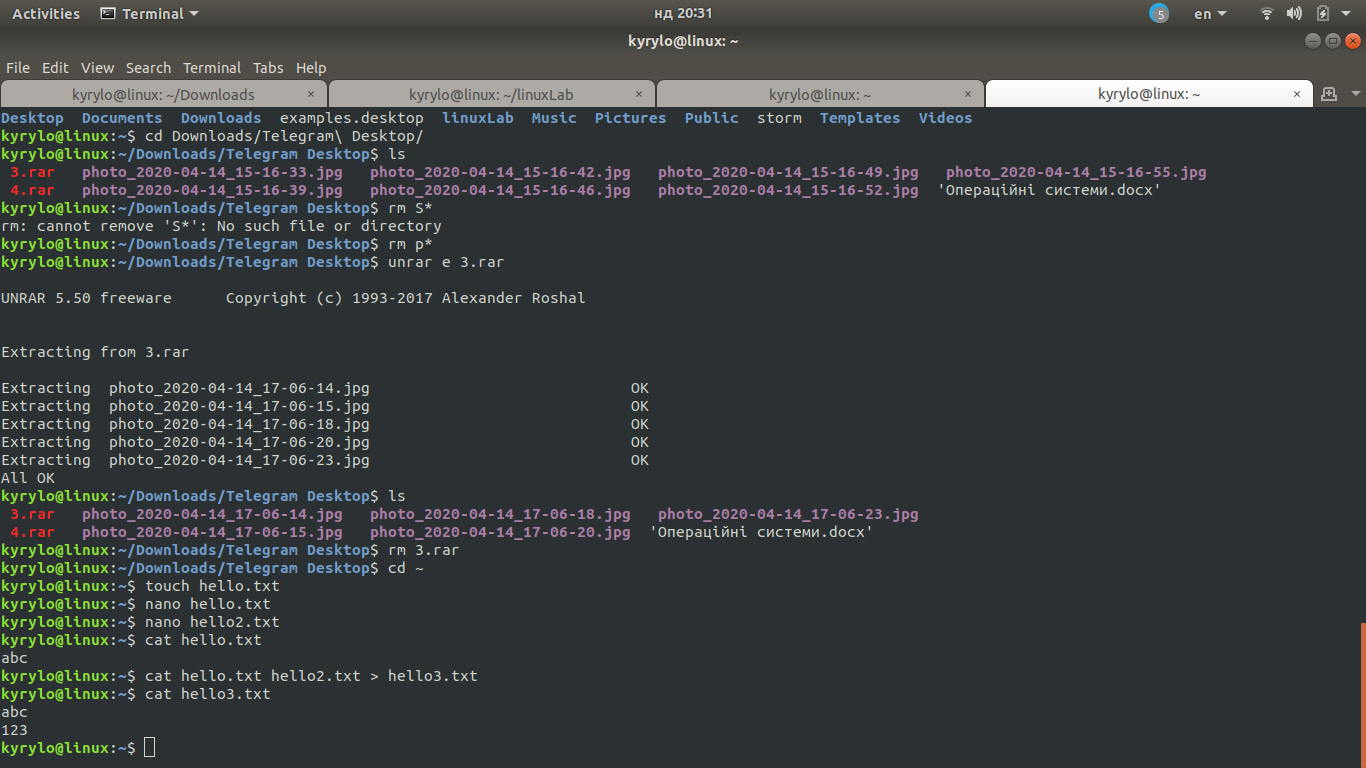 Activities Terminal нд 20:31 5 en
kyrylo@linux: ~
File Edit View Search Terminal Tabs Help
kyrylo@linux: ~/Downloads × kyrylo@linux: ~/linuxLab × kyrylo@linux: ~ × kyrylo@linux: ~ ×
Desktop Documents Downloads examples.desktop linuxLab Music Pictures Public storm Templates Videos
kyrylo@linux:~$ cd Downloads/Telegram\ Desktop/
kyrylo@linux:~/Downloads/Telegram Desktop$ ls
3.rar photo_2020-04-14_15-16-33.jpg photo_2020-04-14_15-16-42.jpg photo_2020-04-14_15-16-49.jpg photo_2020-04-14_15-16-55.jpg
4.rar photo_2020-04-14_15-16-39.jpg photo_2020-04-14_15-16-46.jpg photo_2020-04-14_15-16-52.jpg 'Операційні системи.docx'
kyrylo@linux:~/Downloads/Telegram Desktop$ rm S*
rm: cannot remove 'S*': No such file or directory
kyrylo@linux:~/Downloads/Telegram Desktop$ rm p*
kyrylo@linux:~/Downloads/Telegram Desktop$ unrar e 3.rar
UNRAR 5.50 freeware Copyright (c) 1993-2017 Alexander Roshal
Extracting from 3.rar
Extracting photo_2020-04-14_17-06-14.jpg OK
Extracting photo_2020-04-14_17-06-15.jpg OK
Extracting photo_2020-04-14_17-06-18.jpg OK
Extracting photo_2020-04-14_17-06-20.jpg OK
Extracting photo_2020-04-14_17-06-23.jpg OK
All OK
kyrylo@linux:~/Downloads/Telegram Desktop$ ls
3.rar photo_2020-04-14_17-06-14.jpg photo_2020-04-14_17-06-18.jpg photo_2020-04-14_17-06-23.jpg
4.rar photo_2020-04-14_17-06-15.jpg photo_2020-04-14_17-06-20.jpg 'Операційні системи.docx'
kyrylo@linux:~/Downloads/Telegram Desktop$ rm 3.rar
kyrylo@linux:~/Downloads/Telegram Desktop$ cd ~
kyrylo@linux:~$ touch hello.txt
kyrylo@linux:~$ nano hello.txt
kyrylo@linux:~$ nano hello2.txt
kyrylo@linux:~$ cat hello.txt
abc
kyrylo@linux:~$ cat hello.txt hello2.txt > hello3.txt
kyrylo@linux:~$ cat hello3.txt
abc
123
kyrylo@linux:~$